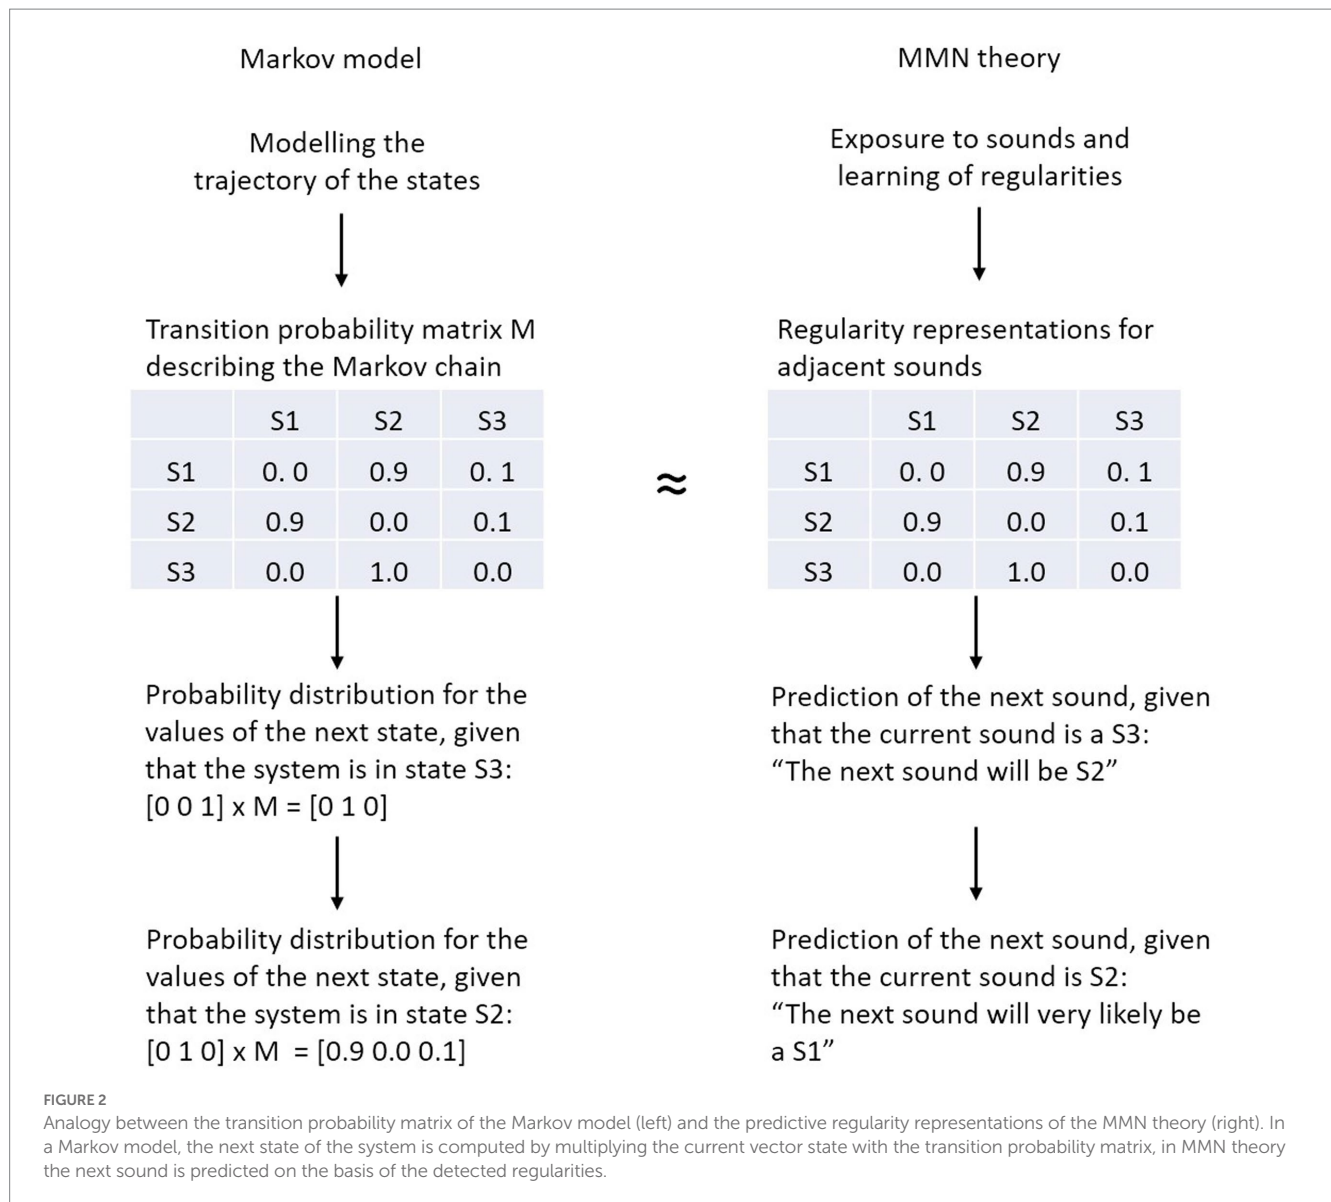 Markov model
Modelling the
trajectory of the states
Transition probability matrix M
describing the Markov chain
S1 S2 S3
S1 0. 0 0.9 0. 1
S2 0.9 0.0 0.1
S3 0.0 1.0 0.0
Probability distribution for the
values of the next state, given
that the system is in state S3:
[0 0 1] x M = [0 1 0]
Probability distribution for the
values of the next state, given
that the system is in state S2:
[0 1 0] x M = [0.9 0.0 0.1]
≈
MMN theory
Exposure to sounds and
learning of regularities
Regularity representations for
adjacent sounds
S1 S2 S3
S1 0. 0 0.9 0. 1
S2 0.9 0.0 0.1
S3 0.0 1.0 0.0
Prediction of the next sound, given
that the current sound is a S3:
“The next sound will be S2”
Prediction of the next sound, given
that the current sound is S2:
“The next sound will very likely be
a S1”
FIGURE 2
Analogy between the transition probability matrix of the Markov model (left) and the predictive regularity representations of the MMN theory (right). In
a Markov model, the next state of the system is computed by multiplying the current vector state with the transition probability matrix, in MMN theory
the next sound is predicted on the basis of the detected regularities.